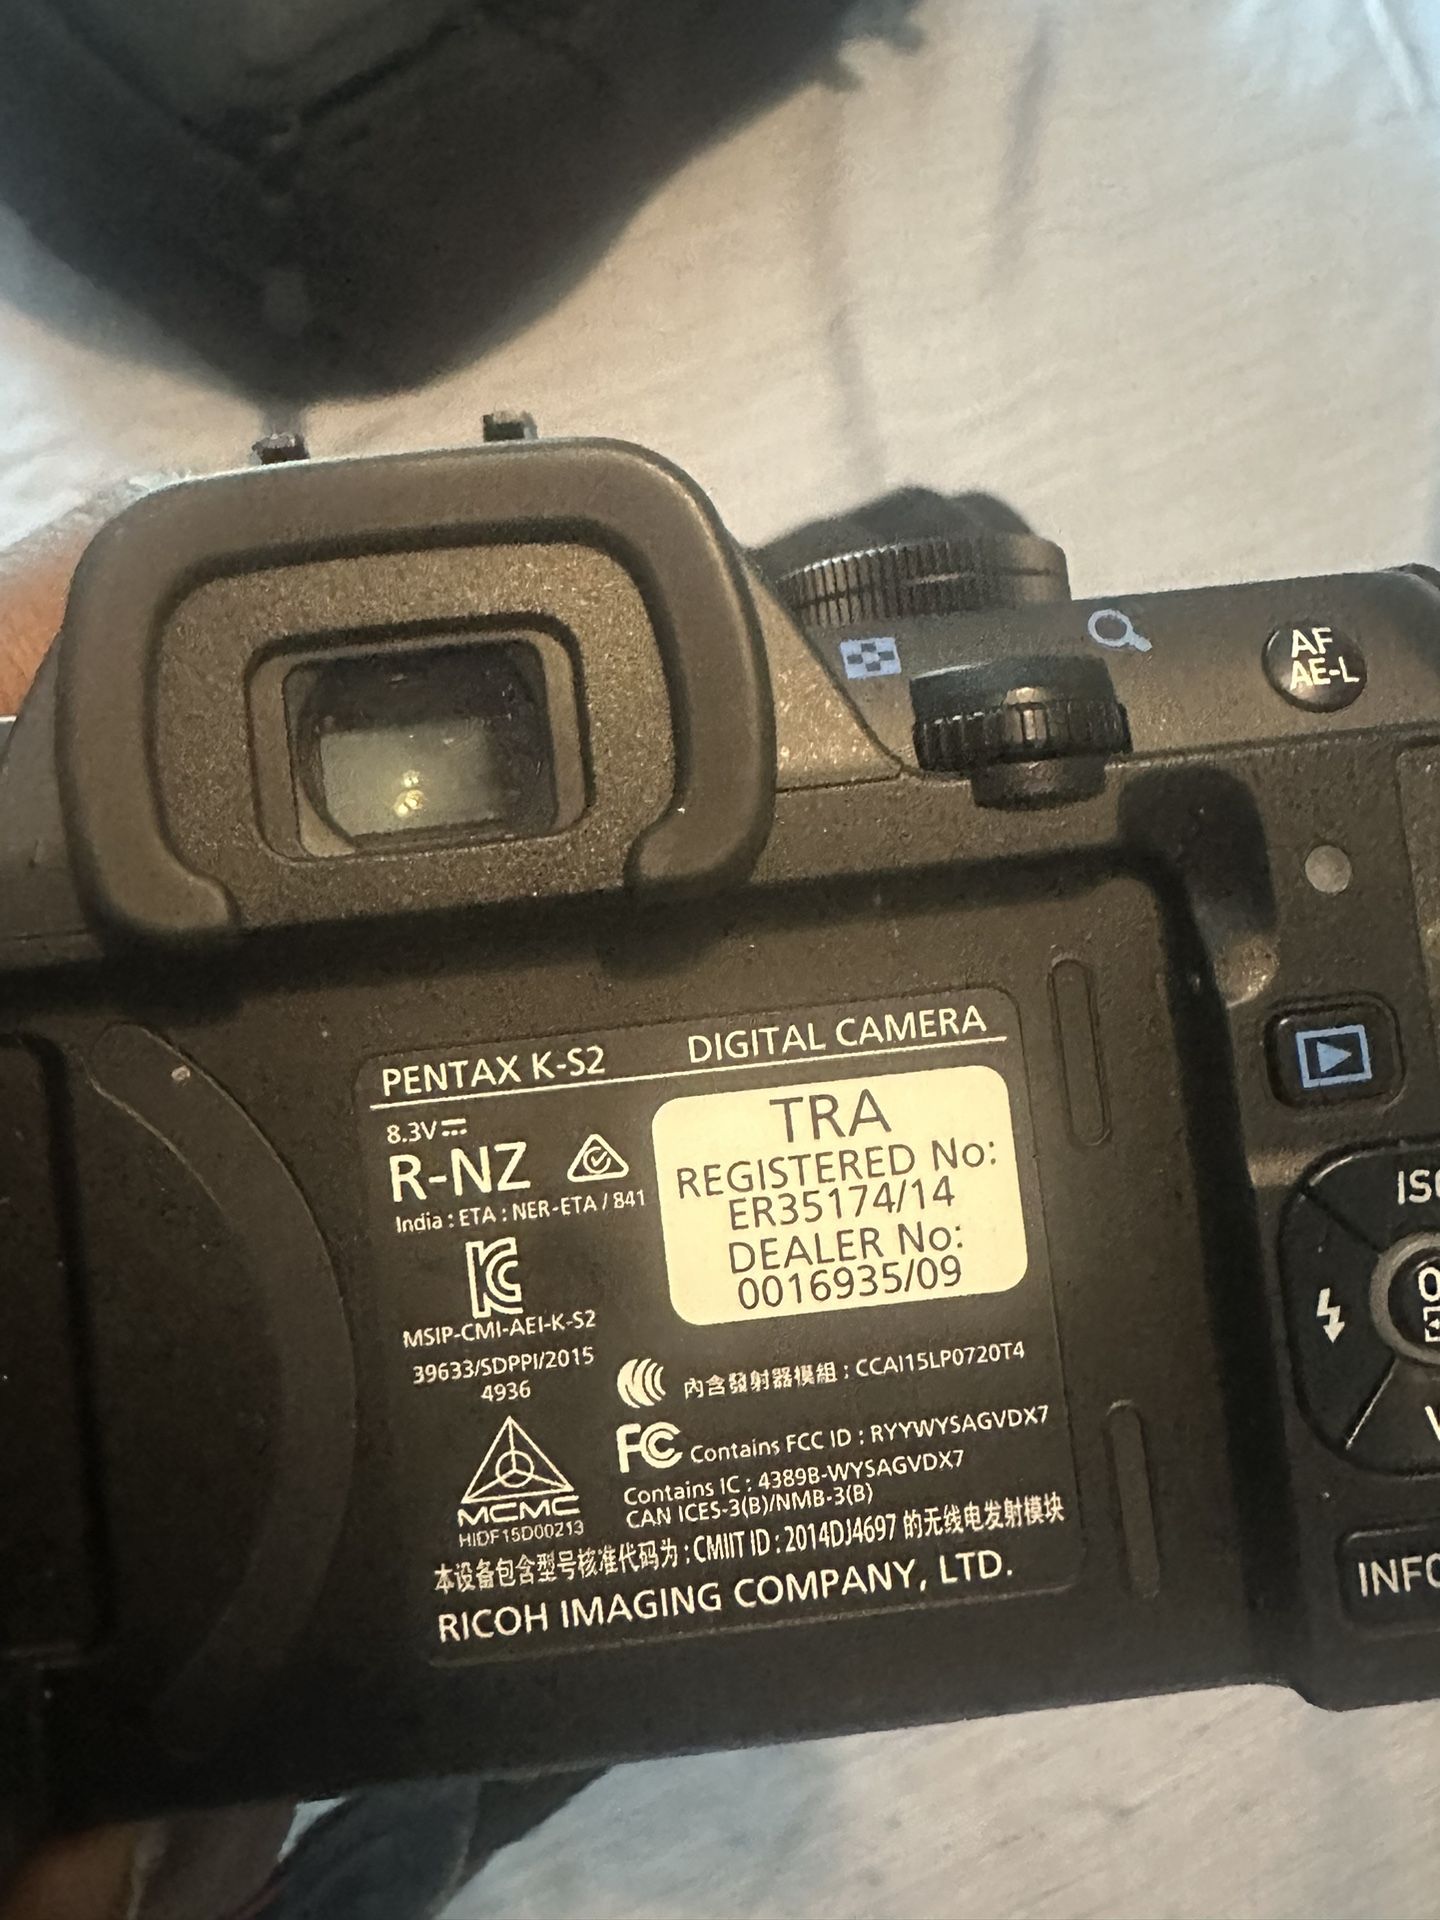 AF
AE-L
PENTAX K-S2 DIGITAL CAMERA
8.3V
R-NZ
India : ETA : NER-ETA / 841
TRA
REGISTERED No:
ER35174/14
DEALER No:
0016935/09
MSIP-CMI-AEI-K-S2
39633/SDPPI/2015
4936
內含發射器模組 : CCAI15LP0720T4
FC Contains FCC ID : RYYWYSAGVDX7
Contains IC : 4389B-WYSAGVDX7
CAN ICES-3(B)/NMB-3(B)
MCMC
HIDF15D00213
本设备包含型号核准代码为 : CMIIT ID : 2014DJ4697 的无线电发射模块
RICOH IMAGING COMPANY, LTD.
IS
O
INFO